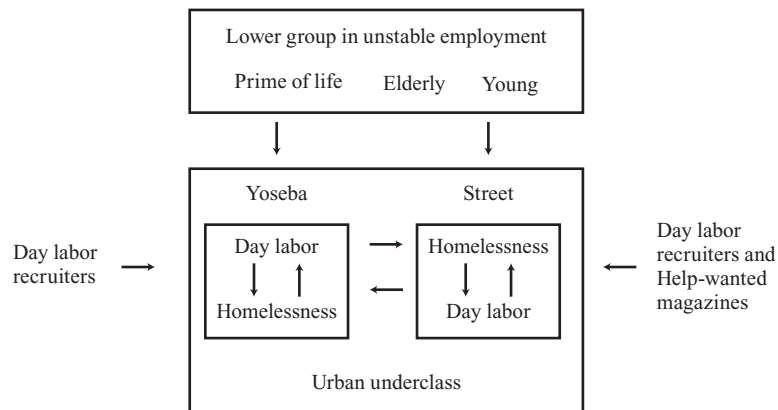 Lower group in unstable employment
Prime of life Elderly Young
Yoseba Street
Day labor
recruiters
Day labor
Homelessness
Homelessness
Day labor
Day labor
recruiters and
Help-wanted
magazines
Urban underclass